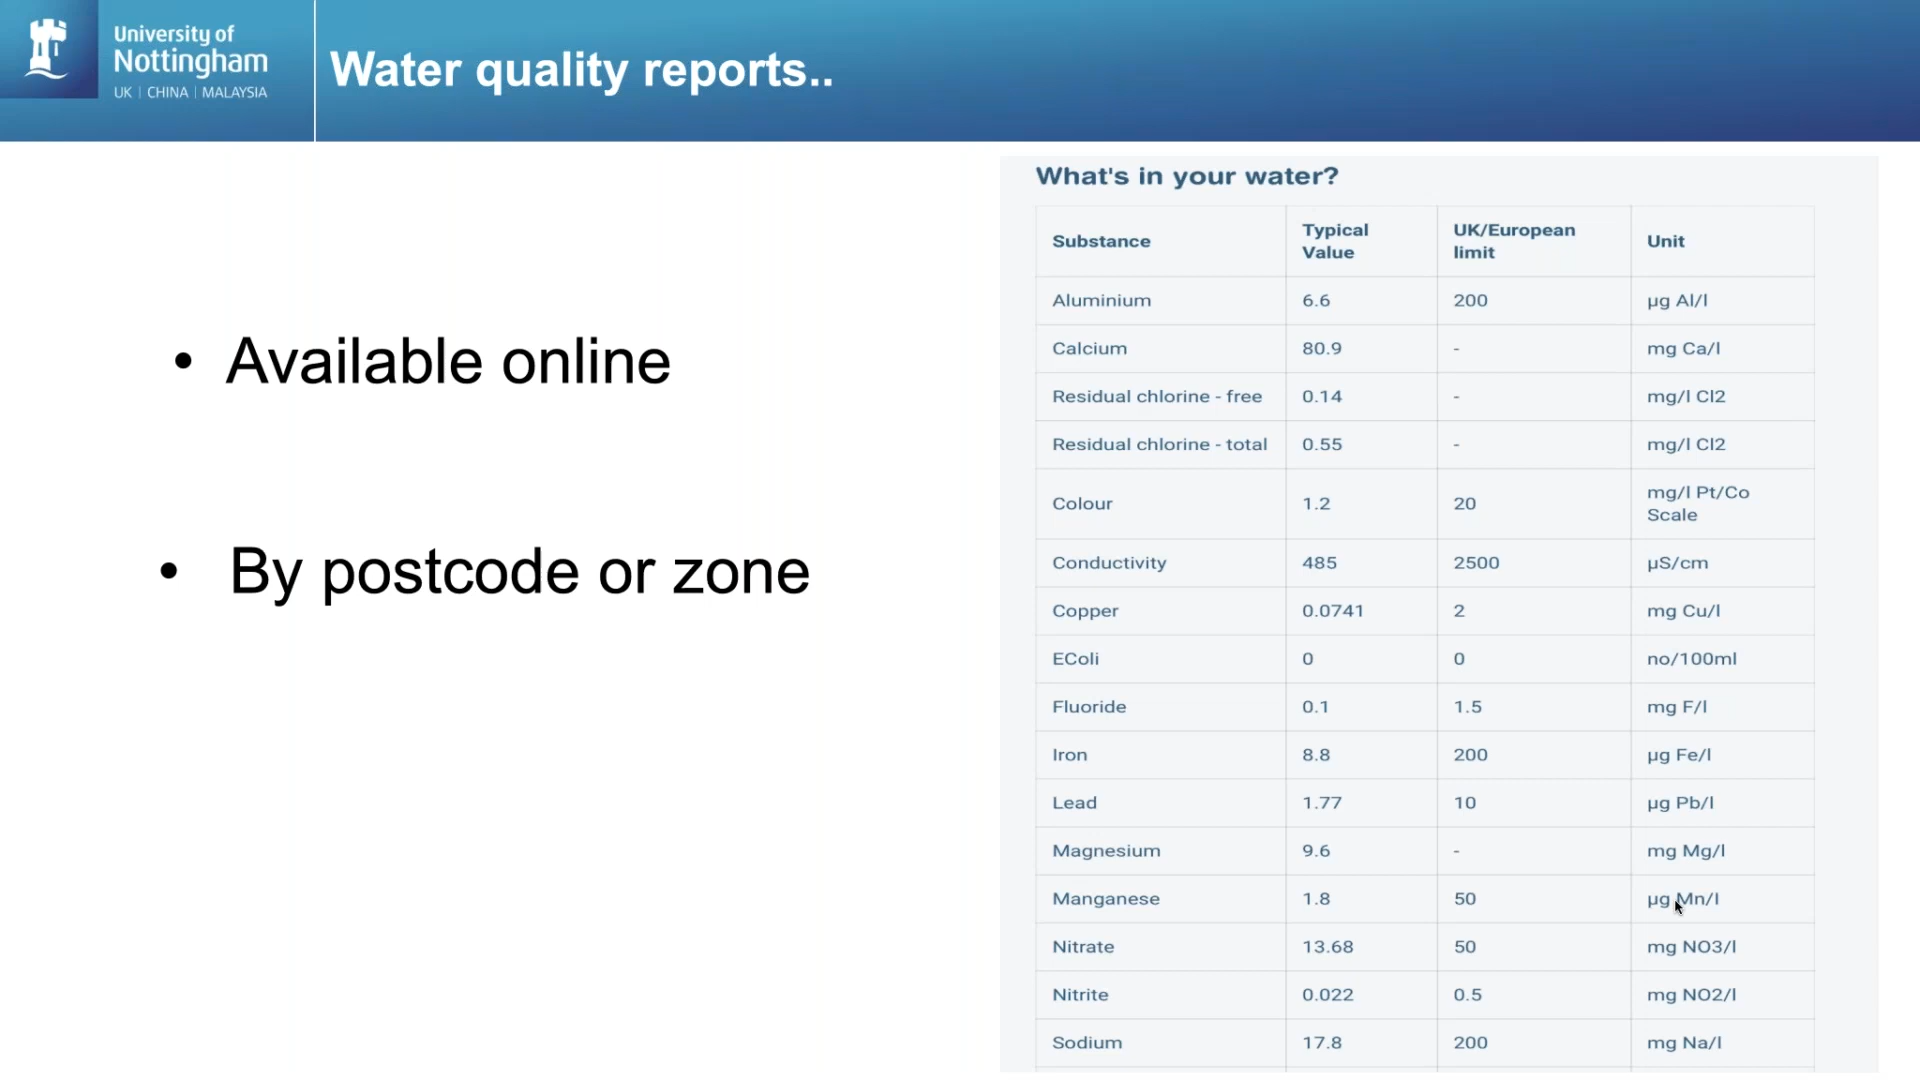 University of
Nottingham
UK | CHINA | MALAYSIA
Water quality reports..
• Available online
• By postcode or zone
What's in your water?
Substance Typical Value UK/European limit Unit
Aluminium 6.6 200 µg Al/l
Calcium 80.9 - mg Ca/l
Residual chlorine - free 0.14 - mg/l Cl2
Residual chlorine - total 0.55 - mg/l Cl2
Colour 1.2 20 mg/l Pt/Co Scale
Conductivity 485 2500 µS/cm
Copper 0.0741 2 mg Cu/l
EColi 0 0 no/100ml
Fluoride 0.1 1.5 mg F/l
Iron 8.8 200 µg Fe/l
Lead 1.77 10 µg Pb/l
Magnesium 9.6 - mg Mg/l
Manganese 1.8 50 µg Mn/l
Nitrate 13.68 50 mg NO3/l
Nitrite 0.022 0.5 mg NO2/l
Sodium 17.8 200 mg Na/l